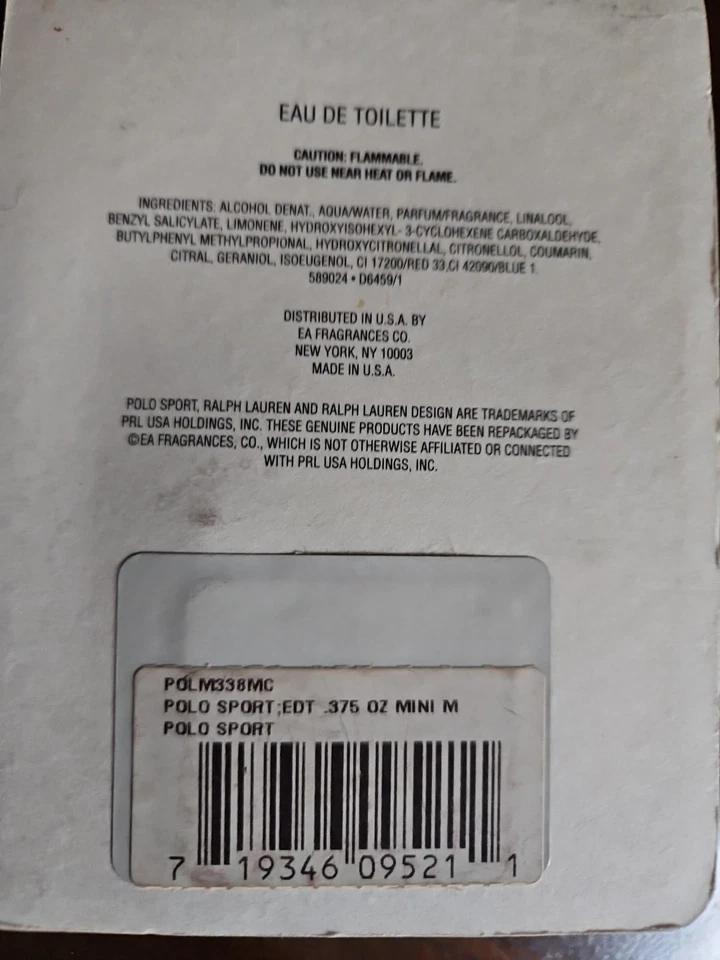 EAU DE TOILETTE
CAUTION: FLAMMABLE.
DO NOT USE NEAR HEAT OR FLAME.
INGREDIENTS: ALCOHOL DENAT., AQUA/WATER, PARFUM/FRAGRANCE, LINALOOL,
BENZYL SALICYLATE, LIMONENE, HYDROXYISOHEXYL- 3-CYCLOHEXENE CARBOXALDEHYDE,
BUTYLPHENYL METHYLPROPIONAL, HYDROXYCITRONELLAL, CITRONELLOL, COUMARIN,
CITRAL, GERANIOL, ISOEUGENOL, CI 17200/RED 33,CI 42090/BLUE 1.
589024 • D6459/1
DISTRIBUTED IN U.S.A. BY
EA FRAGRANCES CO.
NEW YORK, NY 10003
MADE IN U.S.A.
POLO SPORT, RALPH LAUREN AND RALPH LAUREN DESIGN ARE TRADEMARKS OF
PRL USA HOLDINGS, INC. THESE GENUINE PRODUCTS HAVE BEEN REPACKAGED BY
©EA FRAGRANCES, CO., WHICH IS NOT OTHERWISE AFFILIATED OR CONNECTED
WITH PRL USA HOLDINGS, INC.
POLM338MC
POLO SPORT;EDT .375 OZ MINI M
POLO SPORT
7 19346 09521 1